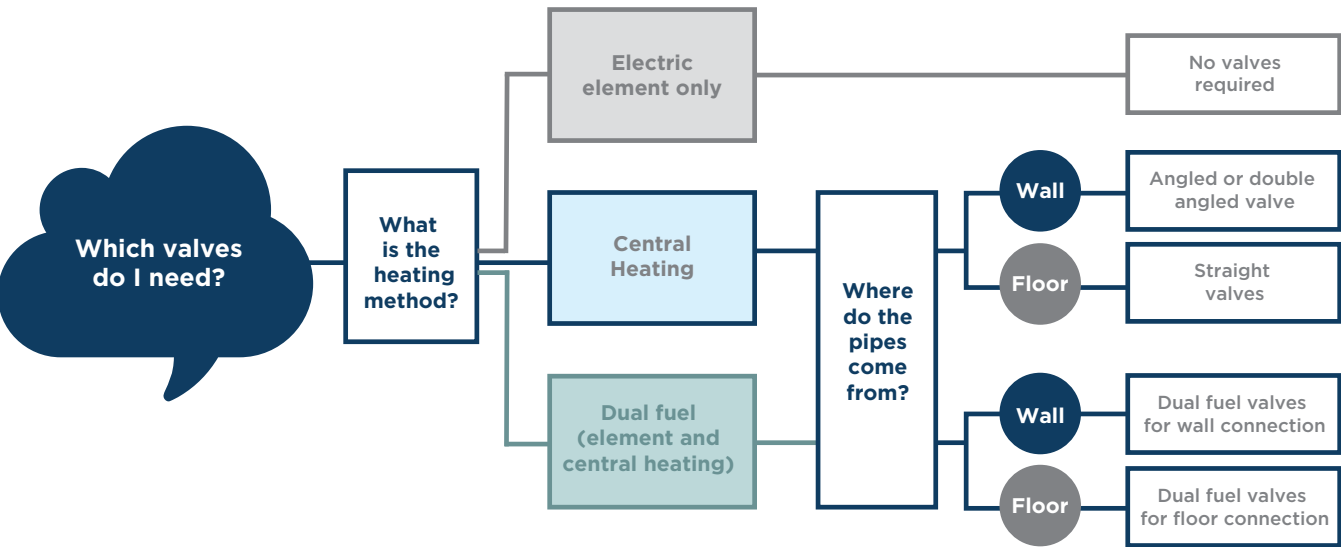 Which valves
do I need?
What
is the
heating
method?
Electric
element only
No valves
required
Central
Heating
Dual fuel
(element and
central heating)
Where
do the
pipes
come
from?
Wall
Angled or double
angled valve
Floor
Straight
valves
Wall
Dual fuel valves
for wall connection
Floor
Dual fuel valves
for floor connection